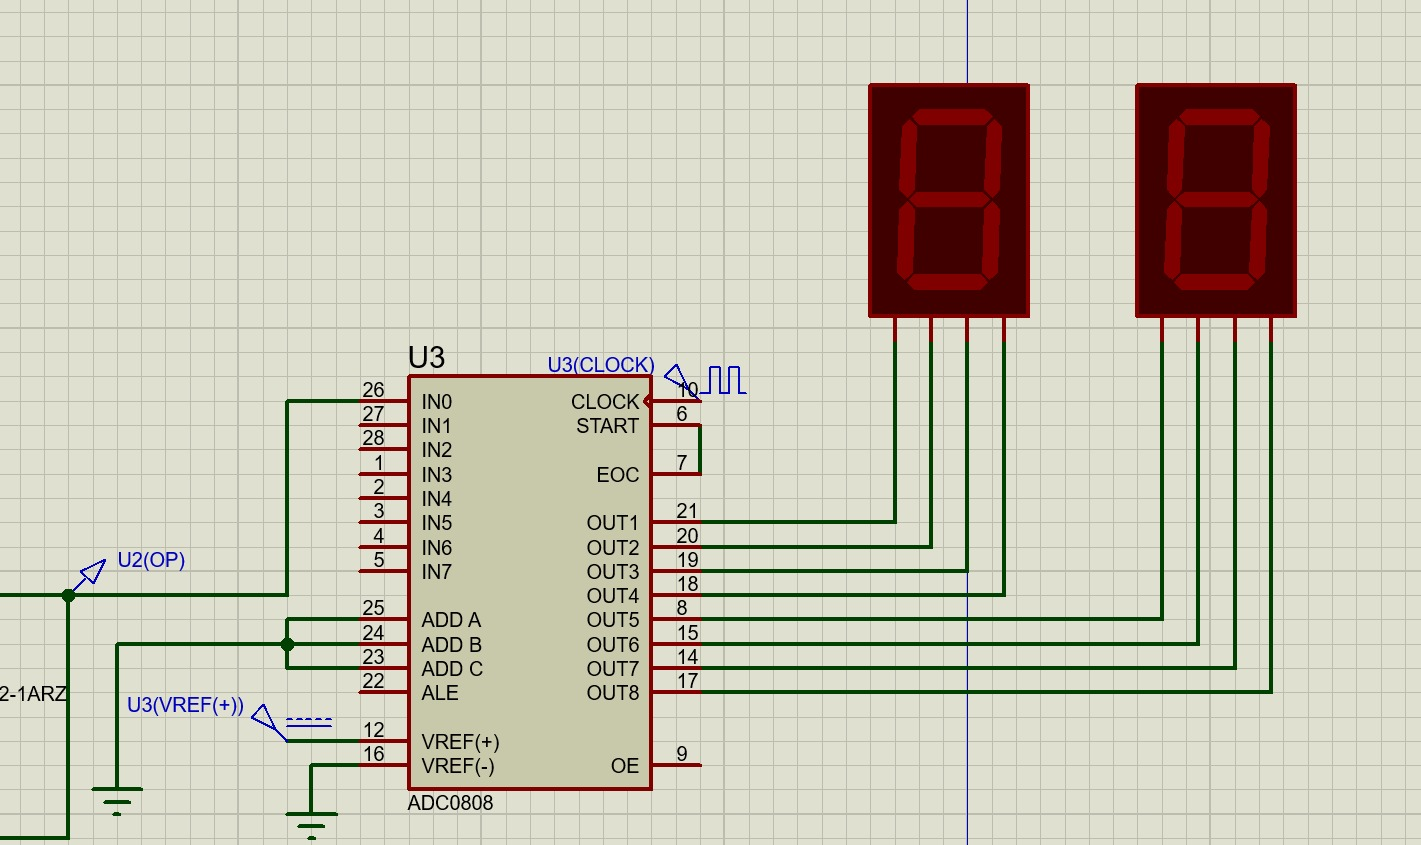 U3
U3(CLOCK)
26
IN0
CLOCK
10
27
IN1
START
6
28
IN2
1
IN3
EOC
7
2
IN4
3
IN5
OUT1
21
4
IN6
OUT2
20
5
IN7
OUT3
19
OUT4
18
U2(OP)
25
ADD A
OUT5
8
24
ADD B
OUT6
15
23
ADD C
OUT7
14
22
ALE
OUT8
17
2-1ARZ
U3(VREF(+))
12
VREF(+)
16
VREF(-)
OE
9
ADC0808